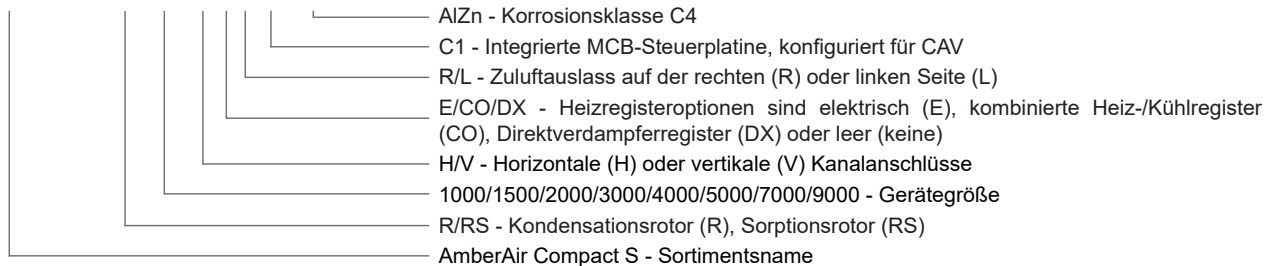 AlZn - Korrosionsklasse C4
C1 - Integrierte MCB-Steuerplatine, konfiguriert für CAV
R/L - Zuluftauslass auf der rechten (R) oder linken Seite (L)
E/CO/DX - Heizregisteroptionen sind elektrisch (E), kombinierte Heiz-/Kühlregister
(CO), Direktverdampferregister (DX) oder leer (keine)
H/V - Horizontale (H) oder vertikale (V) Kanalanschlüsse
1000/1500/2000/3000/4000/5000/7000/9000 - Gerätegröße
R/RS - Kondensationsrotor (R), Sorptionsrotor (RS)
AmberAir Compact S - Sortimentsname